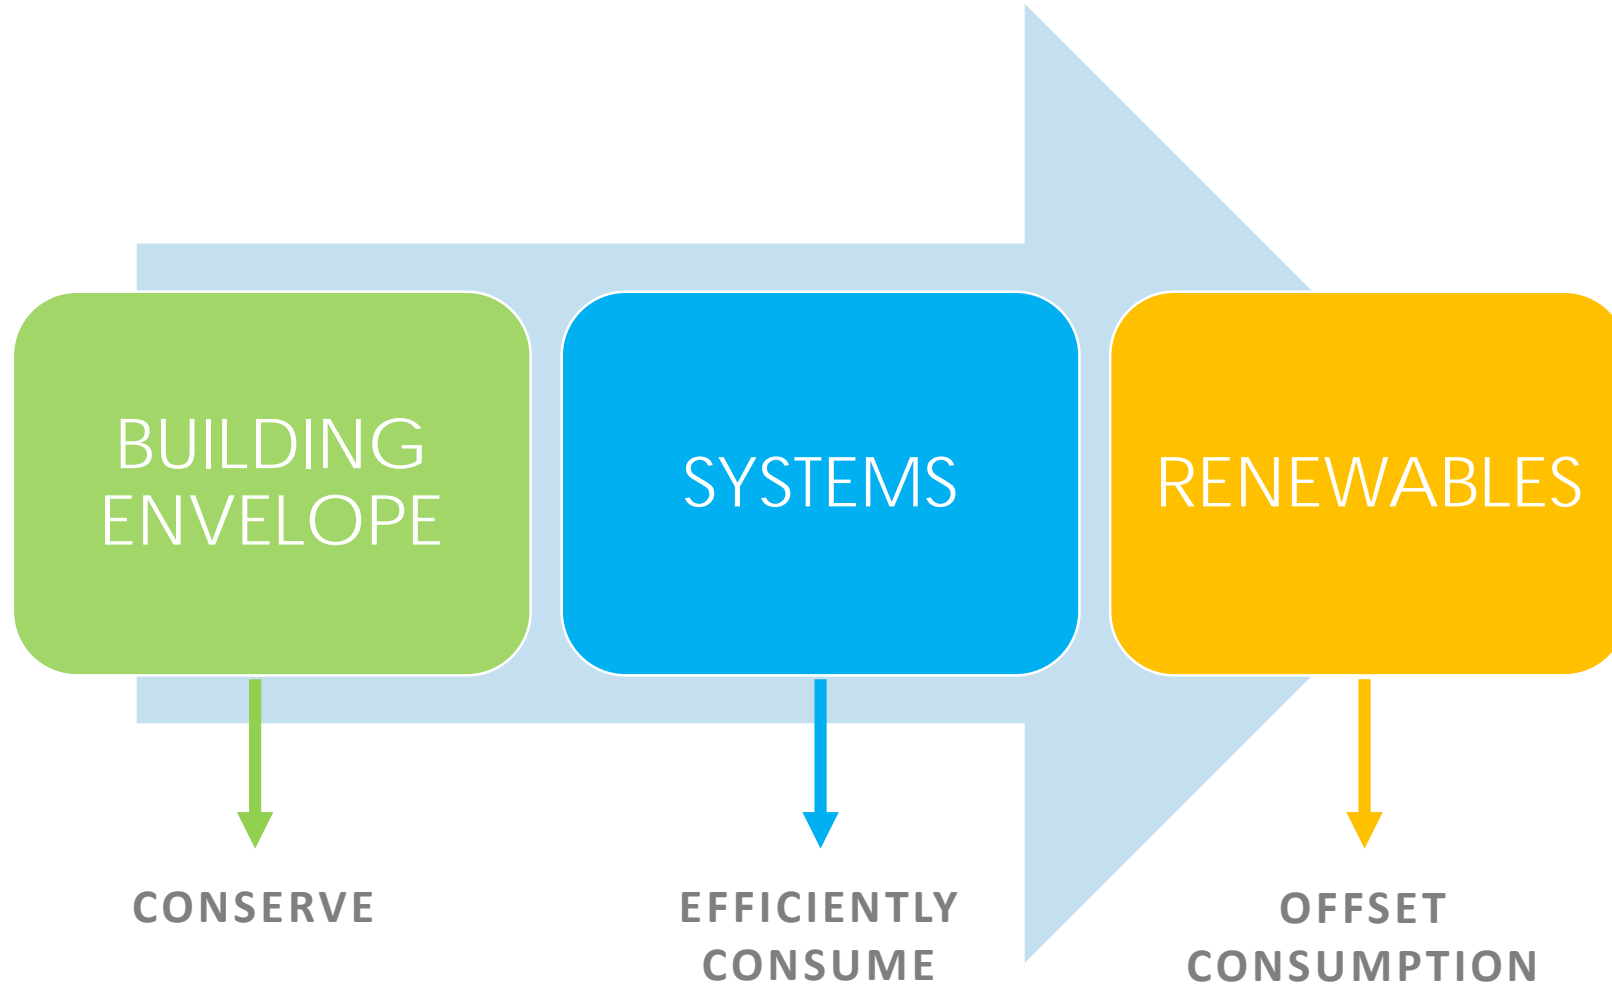 BUILDING
ENVELOPE
SYSTEMS
RENEWABLES
CONSERVE
EFFICIENTLY
CONSUME
OFFSET
CONSUMPTION